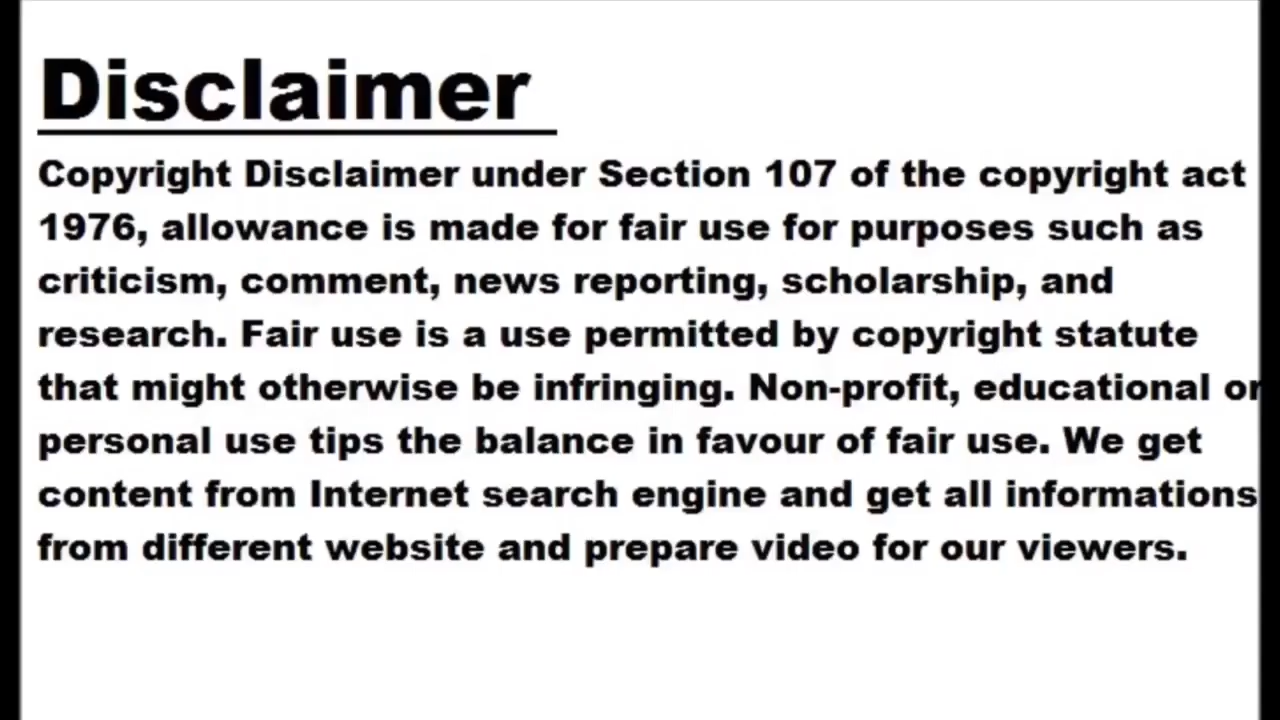 Disclaimer
Copyright Disclaimer under Section 107 of the copyright act
1976, allowance is made for fair use for purposes such as
criticism, comment, news reporting, scholarship, and
research. Fair use is a use permitted by copyright statute
that might otherwise be infringing. Non-profit, educational or
personal use tips the balance in favour of fair use. We get
content from Internet search engine and get all informations
from different website and prepare video for our viewers.